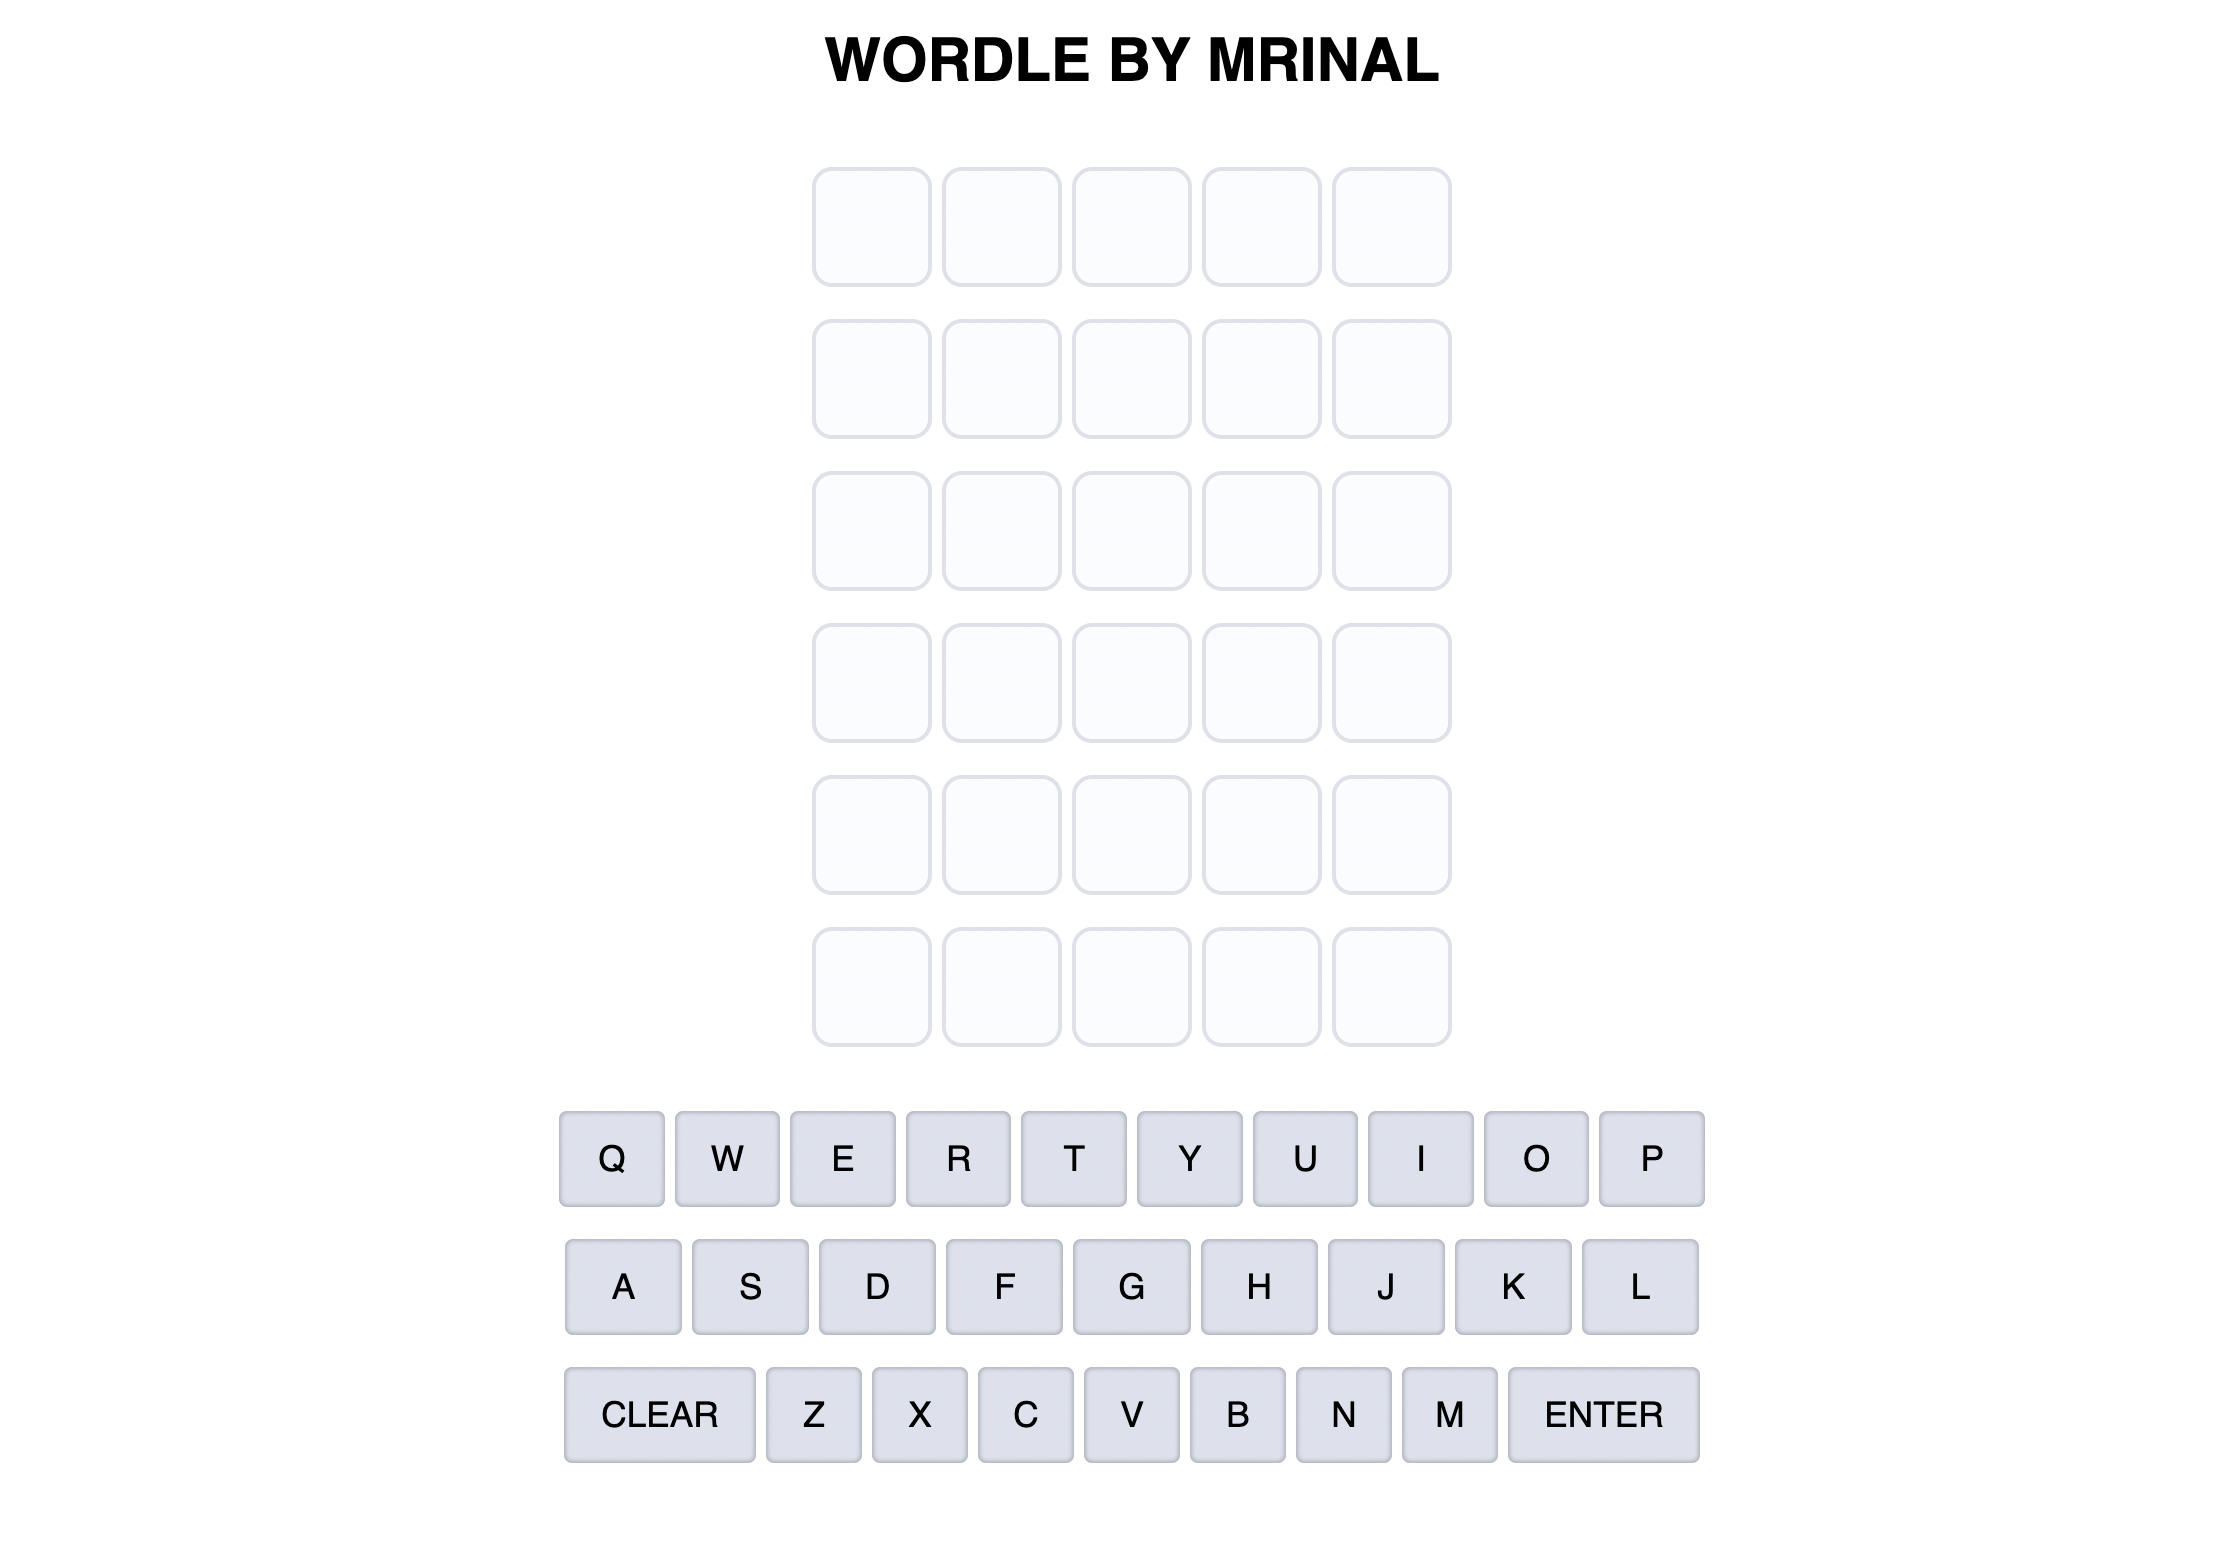 WORDLE BY MRINAL
Q W E R T Y U I O P
A S D F G H J K L
CLEAR Z X C V B N M ENTER